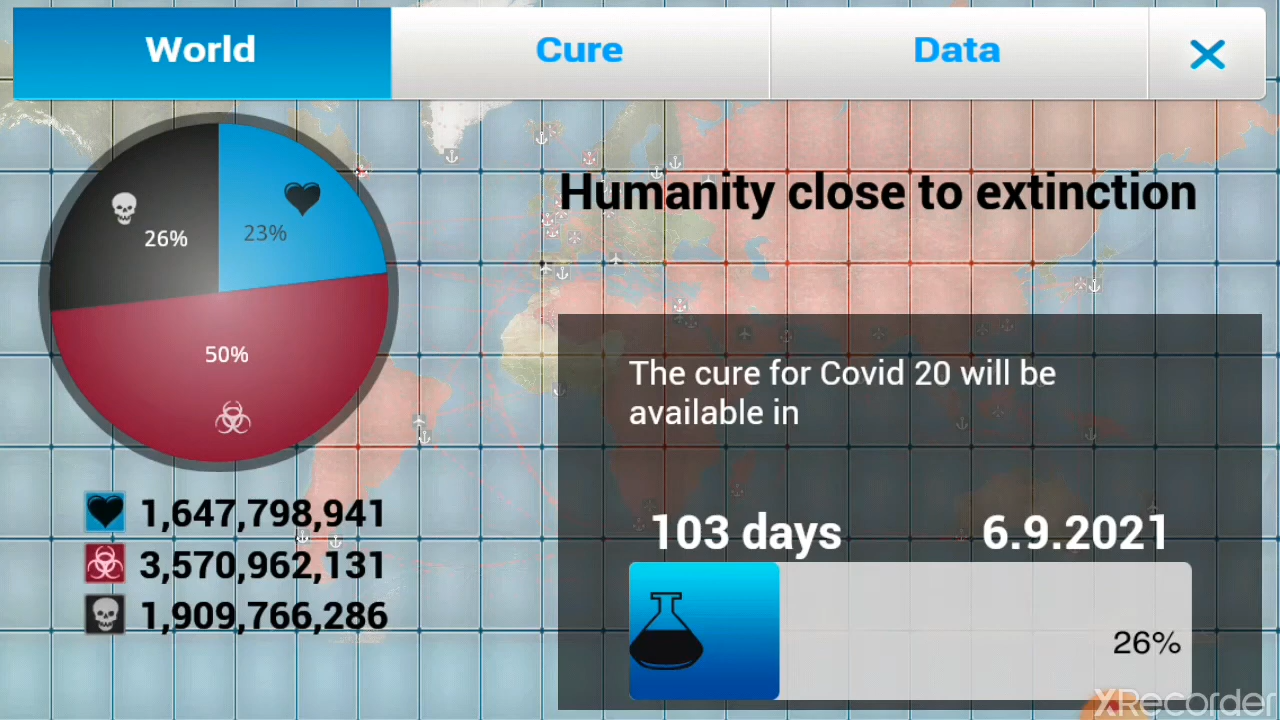 World
Cure
Data
26%
23%
50%
1,647,798,941
3,570,962,131
1,909,766,286
Humanity close to extinction
The cure for Covid 20 will be
available in
103 days
6.9.2021
26%
XRecorder